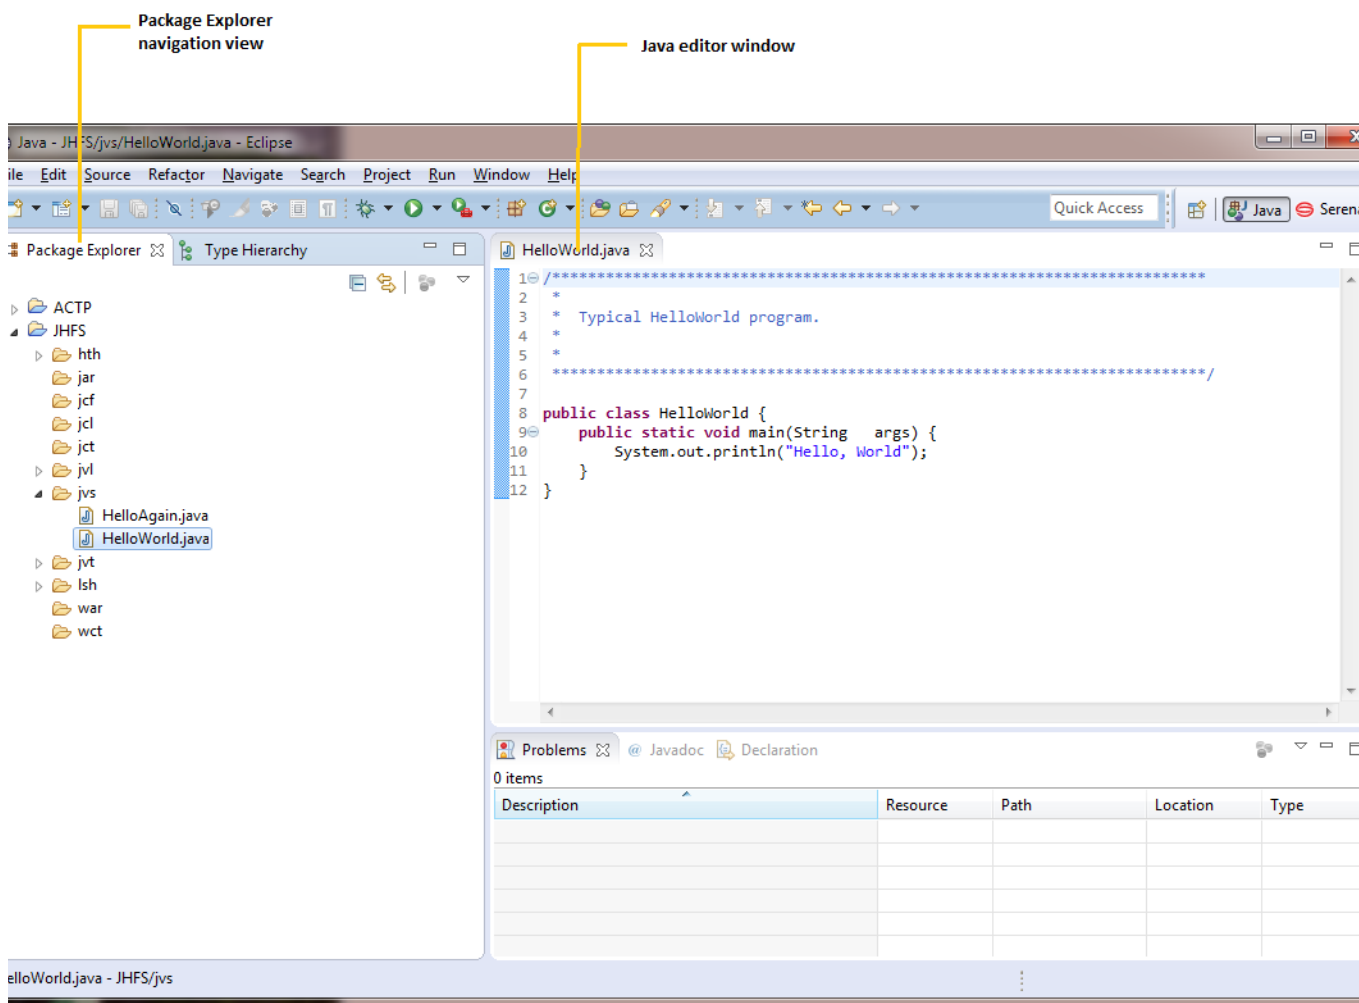 Package Explorer
navigation view
Java editor window
Java - JHFS/jvs/HelloWorld.java - Eclipse
ile Edit Source Refactor Navigate Search Project Run Window Help
Quick Access Java Serena
Package Explorer Type Hierarchy
HelloWorld.java
ACTP
JHFS
hth
jar
jcf
jcl
jct
jvl
jvs
HelloAgain.java
HelloWorld.java
jvt
lsh
war
wct
1 /*************************************************************************
2 *
3 * Typical HelloWorld program.
4 *
5 *
6 *************************************************************************/
7
8 public class HelloWorld {
9 public static void main(String args) {
10 System.out.println("Hello, World");
11 }
12 }
Problems @ Javadoc Declaration
0 items
Description Resource Path Location Type
elloWorld.java - JHFS/jvs